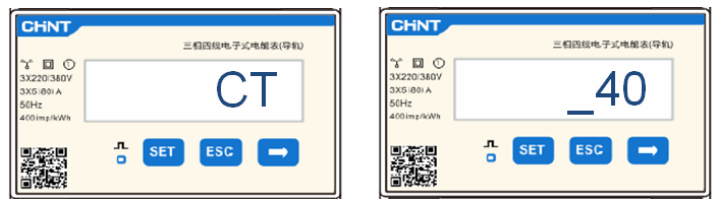 CHNT
三相四线电子式电能表(导轨)
3X220/380V
3X5(80)A
50Hz
400imp/kWh
CT
SET
ESC
CHNT
三相四线电子式电能表(导轨)
3X220/380V
3X5(80)A
50Hz
400imp/kWh
_40
SET
ESC